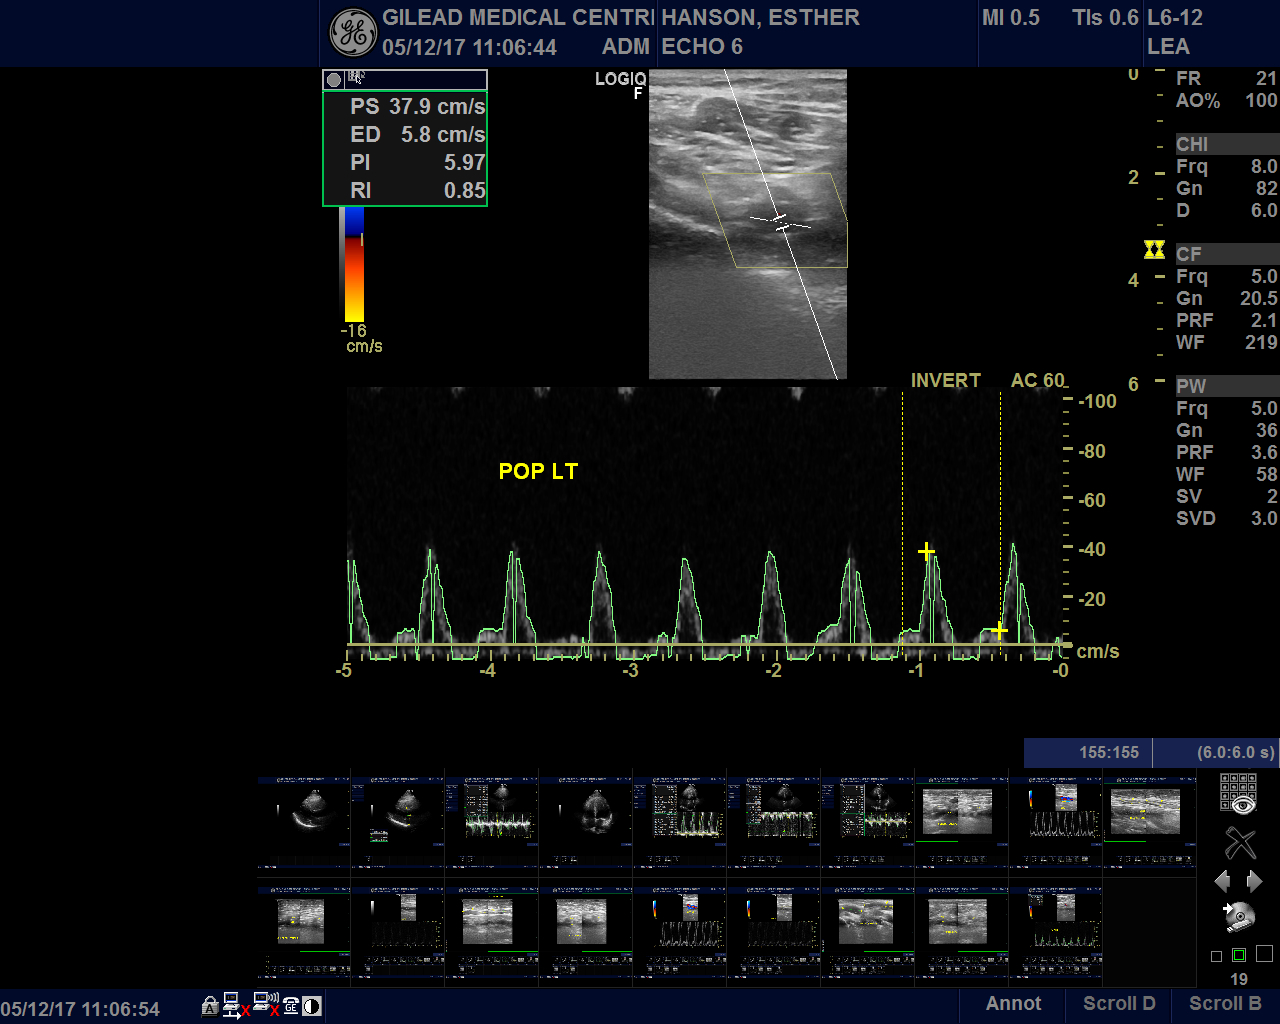 GILEAD MEDICAL CENTR
HANSON, ESTHER
MI 0.5 TIs 0.6 L6-12
05/12/17 11:06:44 ADM
ECHO 6
LEA
PS 37.9 cm/s
ED 5.8 cm/s
PI 5.97
RI 0.85
LOGIQ
F
-16
cm/s
0
2
4
6
FR 21
AO% 100
CHI
Frq 8.0
Gn 82
D 6.0
CF
Frq 5.0
Gn 20.5
PRF 2.1
WF 219
PW
Frq 5.0
Gn 36
PRF 3.6
WF 58
SV 2
SVD 3.0
INVERT AC 60
-100
-80
-60
-40
-20
cm/s
POP LT
-5 -4 -3 -2 -1 -0
155:155 (6.0:6.0 s)
19
05/12/17 11:06:54
A
GE
Annot Scroll D Scroll B